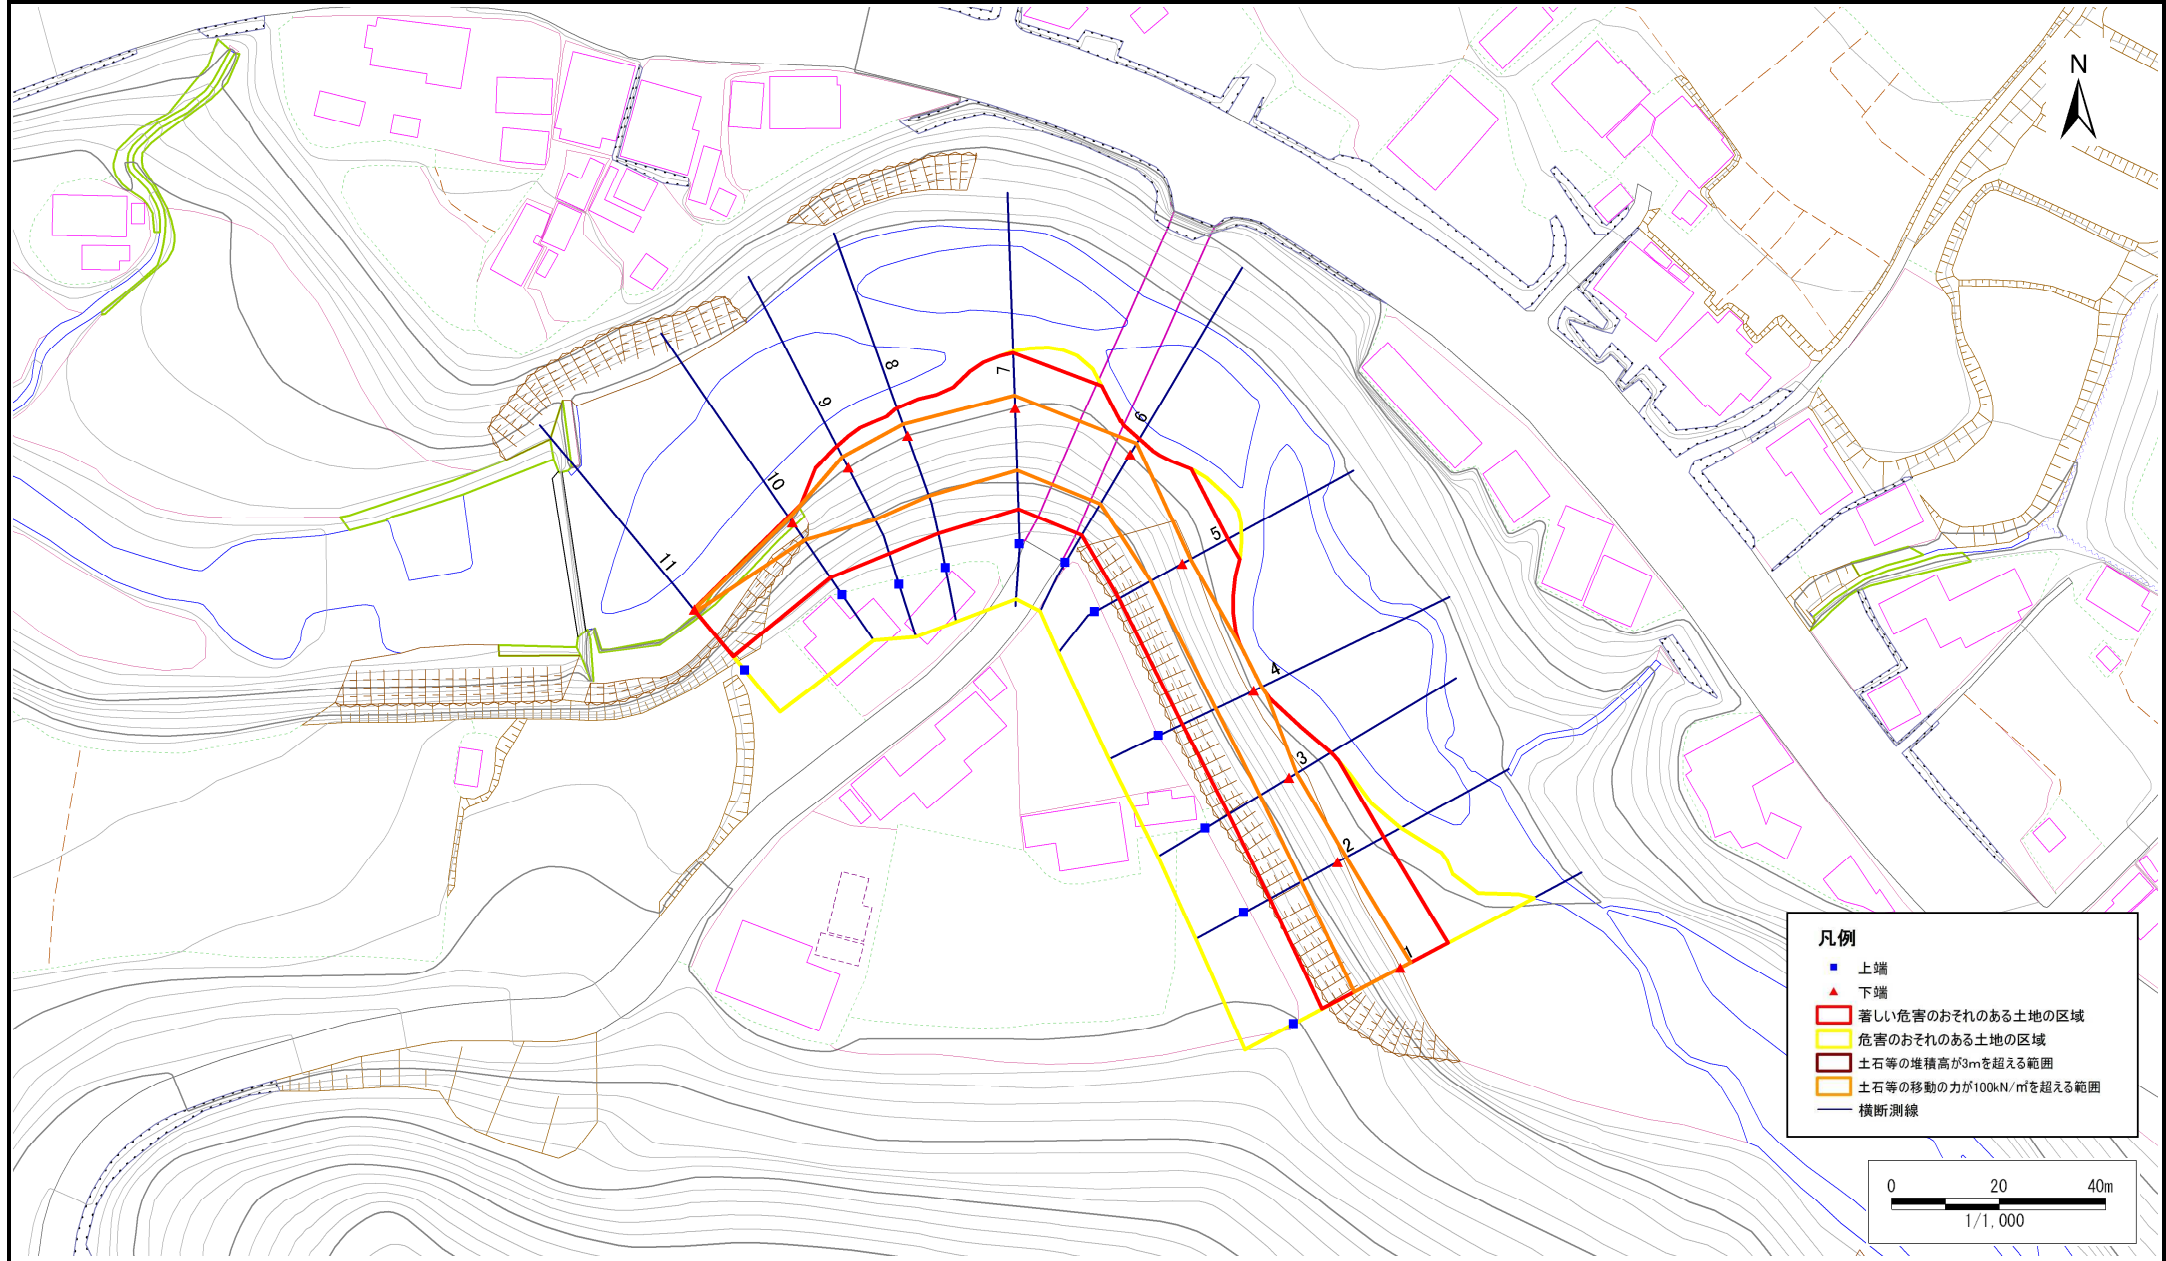 N
8
7
9
6
10
5
11
4
3
2
1
凡例
上端
下端
著しい危害のおそれのある土地の区域
危害のおそれのある土地の区域
土石等の堆積高が3mを超える範囲
土石等の移動の力が100kN/㎡を超える範囲
横断測線
0 20 40m
1/1,000